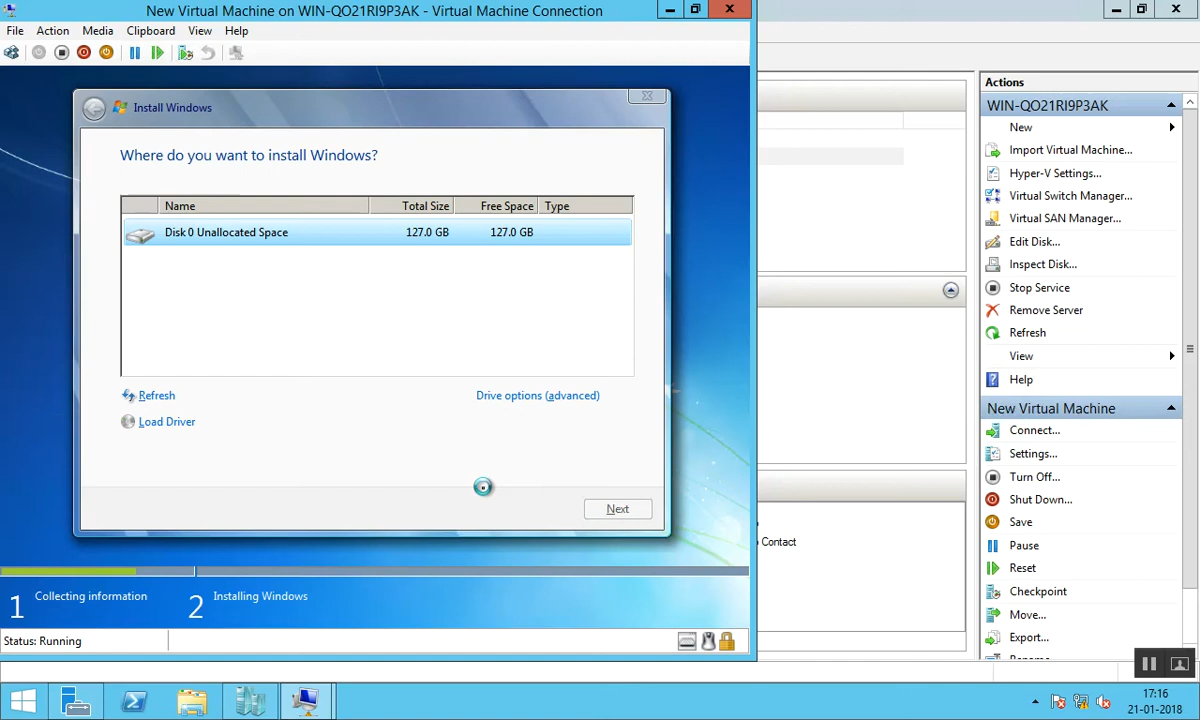 New Virtual Machine on WIN-QO21RI9P3AK - Virtual Machine Connection
File Action Media Clipboard View Help
Install Windows
Where do you want to install Windows?
Name Total Size Free Space Type
Disk 0 Unallocated Space 127.0 GB 127.0 GB
Refresh
Drive options (advanced)
Load Driver
Next
1 Collecting information
2 Installing Windows
Status: Running
Contact
Actions
WIN-QO21RI9P3AK
New
Import Virtual Machine...
Hyper-V Settings...
Virtual Switch Manager...
Virtual SAN Manager...
Edit Disk...
Inspect Disk...
Stop Service
Remove Server
Refresh
View
Help
New Virtual Machine
Connect...
Settings...
Turn Off...
Shut Down...
Save
Pause
Reset
Checkpoint
Move...
Export...
17:16
21-01-2018